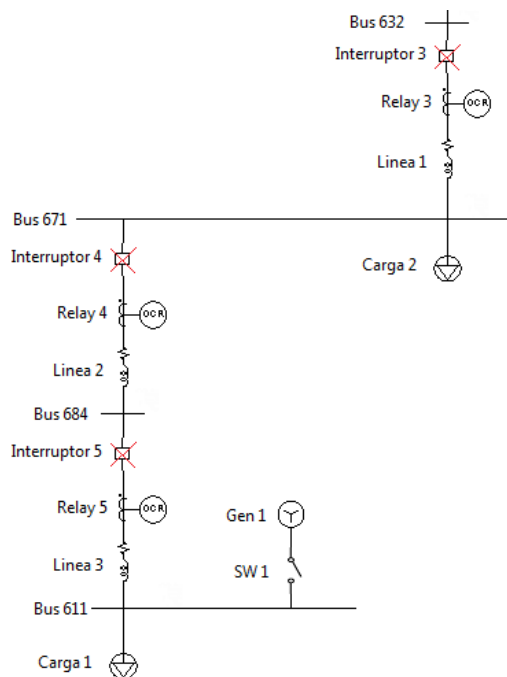 Bus 632
Interruptor 3
Relay 3
OCR
Linea 1
Bus 671
Interruptor 4
Carga 2
Relay 4
OCR
Linea 2
Bus 684
Interruptor 5
Relay 5
OCR
Gen 1
Linea 3
SW 1
Bus 611
Carga 1